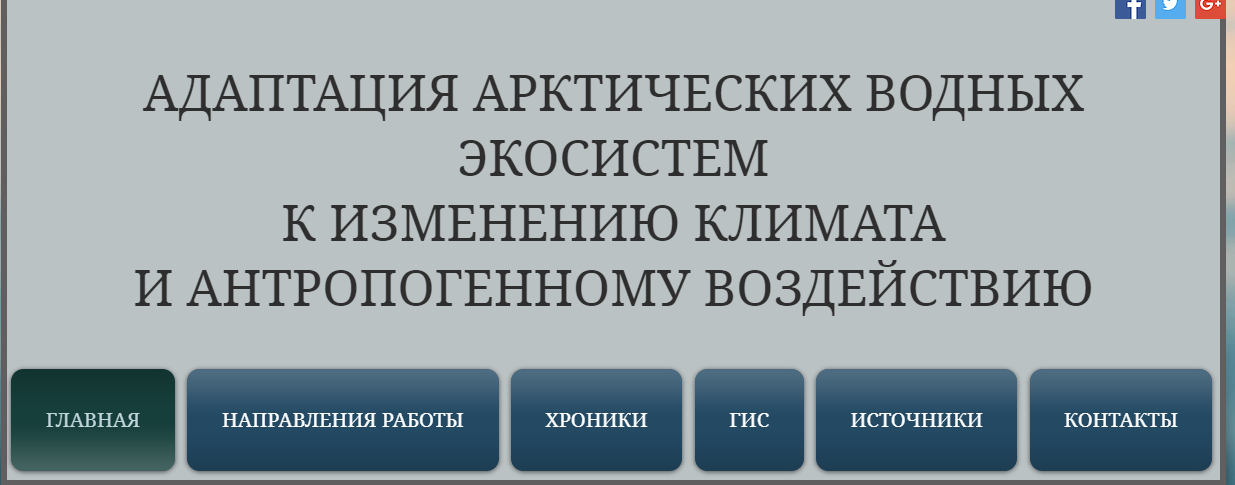 АДАПТАЦИЯ АРКТИЧЕСКИХ ВОДНЫХ
ЭКОСИСТЕМ
К ИЗМЕНЕНИЮ КЛИМАТА
И АНТРОПОГЕННОМУ ВОЗДЕЙСТВИЮ
ГЛАВНАЯ НАПРАВЛЕНИЯ РАБОТЫ ХРОНИКИ ГИС ИСТОЧНИКИ КОНТАКТЫ